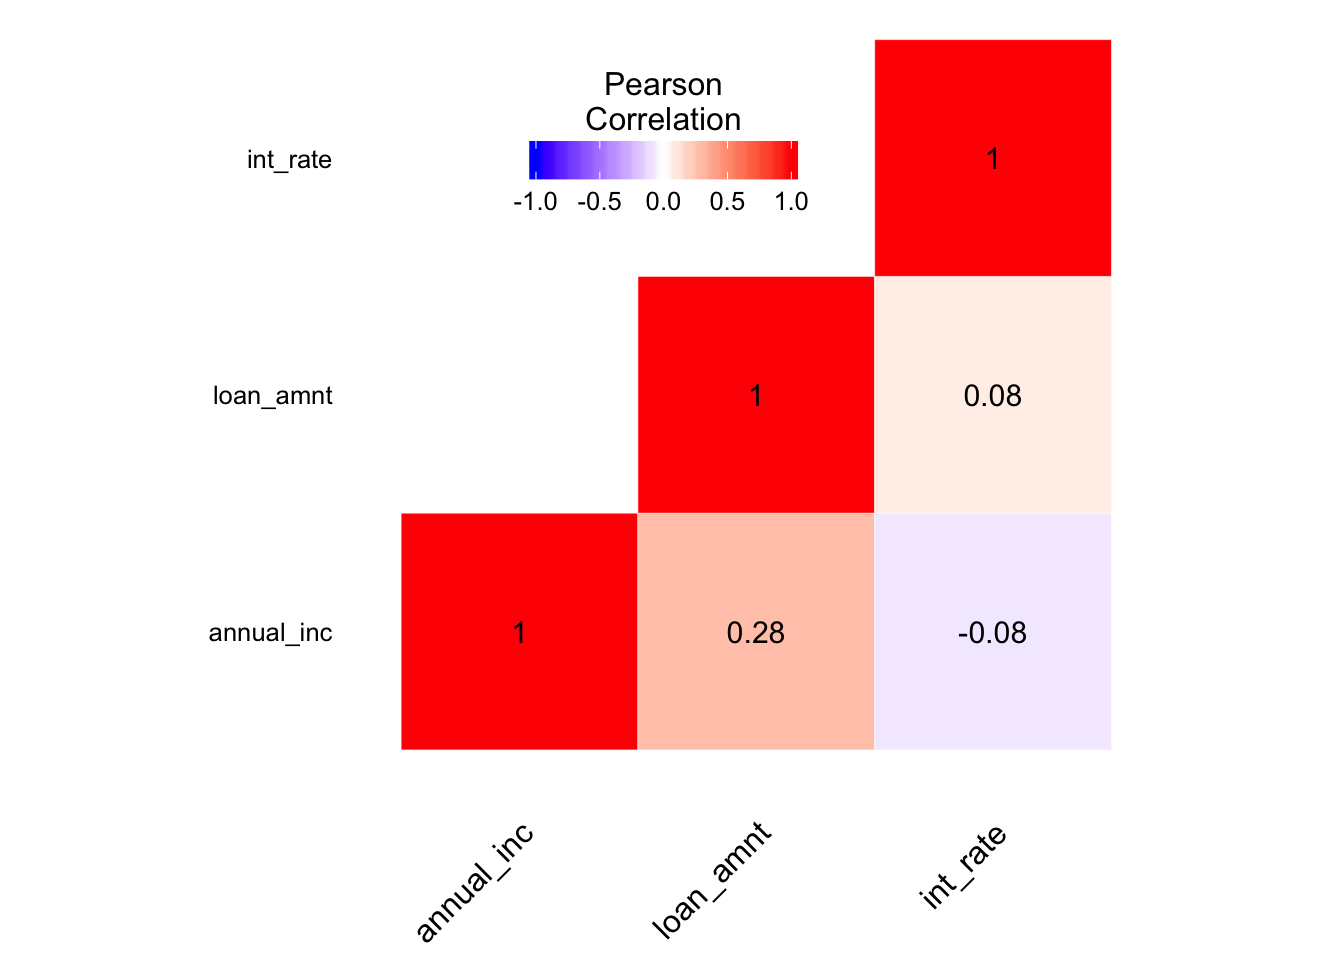 Pearson
Correlation
-1.0 -0.5 0.0 0.5 1.0
int_rate 1
loan_amnt 1 0.08
annual_inc 1 0.28 -0.08
annual_inc loan_amnt int_rate